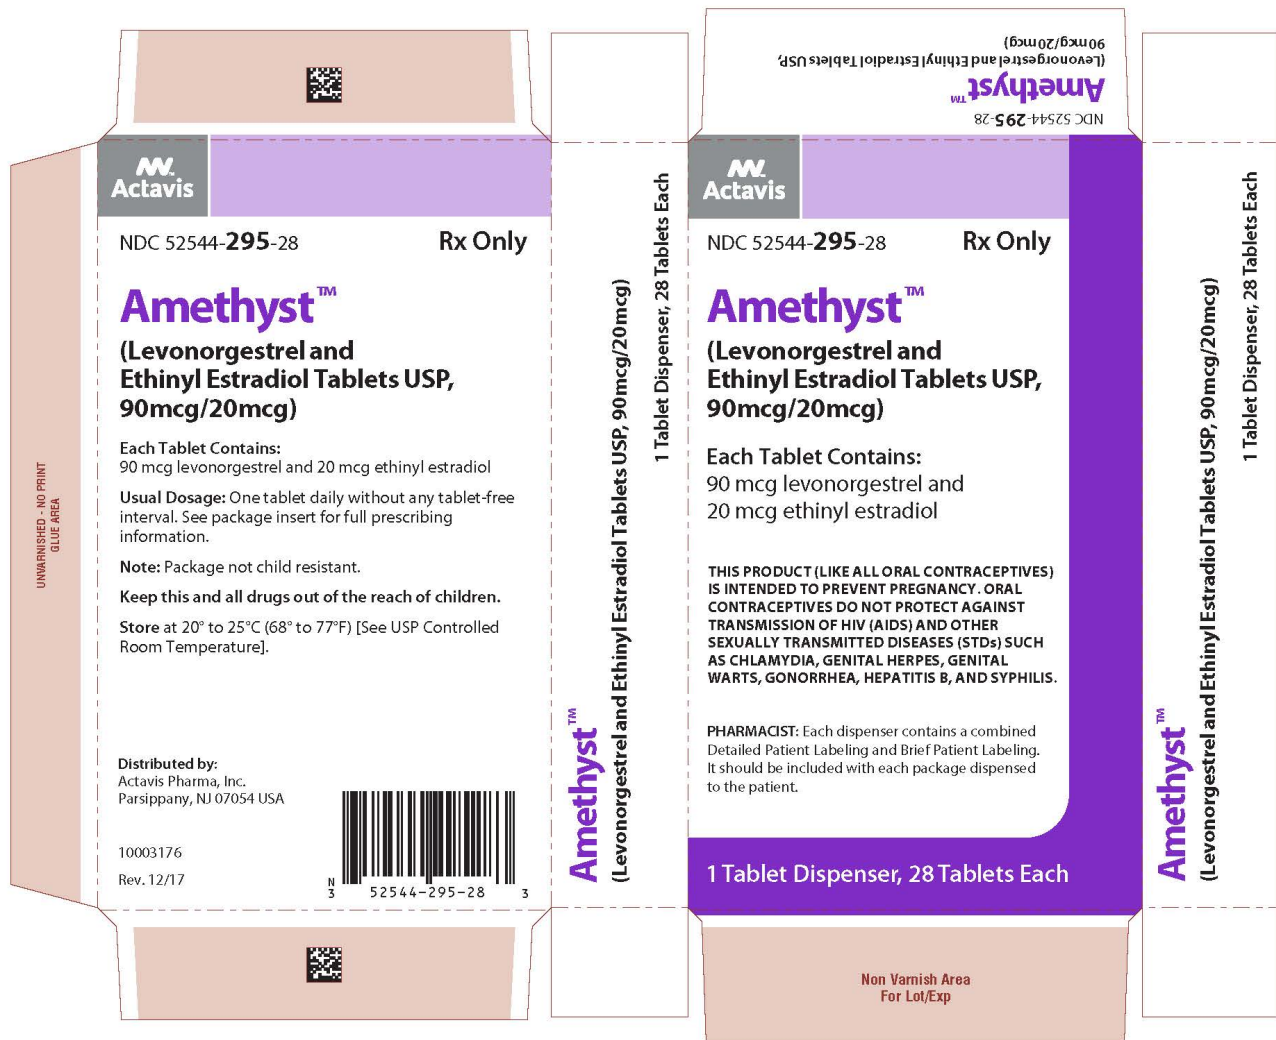 UNVARNISHED - NO PRINT
GLUE AREA
Actavis
NDC 52544-295-28
Rx Only
Amethyst™
(Levonorgestrel and
Ethinyl Estradiol Tablets USP,
90mcg/20mcg)
Each Tablet Contains:
90 mcg levonorgestrel and 20 mcg ethinyl estradiol
Usual Dosage: One tablet daily without any tablet-free
interval. See package insert for full prescribing
information.
Note: Package not child resistant.
Keep this and all drugs out of the reach of children.
Store at 20° to 25°C (68° to 77°F) [See USP Controlled
Room Temperature].
Distributed by:
Actavis Pharma, Inc.
Parsippany, NJ 07054 USA
10003176
Rev. 12/17
N
3 52544-295-28 3
Amethyst™
(Levonorgestrel and Ethinyl Estradiol Tablets USP, 90mcg/20mcg)
1 Tablet Dispenser, 28 Tablets Each
NDC 52544-295-28
Amethyst™
(Levonorgestrel and Ethinyl Estradiol Tablets USP,
90mcg/20mcg)
Actavis
NDC 52544-295-28
Rx Only
Amethyst™
(Levonorgestrel and
Ethinyl Estradiol Tablets USP,
90mcg/20mcg)
Each Tablet Contains:
90 mcg levonorgestrel and
20 mcg ethinyl estradiol
THIS PRODUCT (LIKE ALL ORAL CONTRACEPTIVES)
IS INTENDED TO PREVENT PREGNANCY. ORAL
CONTRACEPTIVES DO NOT PROTECT AGAINST
TRANSMISSION OF HIV (AIDS) AND OTHER
SEXUALLY TRANSMITTED DISEASES (STDs) SUCH
AS CHLAMYDIA, GENITAL HERPES, GENITAL
WARTS, GONORRHEA, HEPATITIS B, AND SYPHILIS.
PHARMACIST: Each dispenser contains a combined
Detailed Patient Labeling and Brief Patient Labeling.
It should be included with each package dispensed
to the patient.
1 Tablet Dispenser, 28 Tablets Each
Non Varnish Area
For Lot/Exp
Amethyst™
(Levonorgestrel and Ethinyl Estradiol Tablets USP, 90mcg/20mcg)
1 Tablet Dispenser, 28 Tablets Each